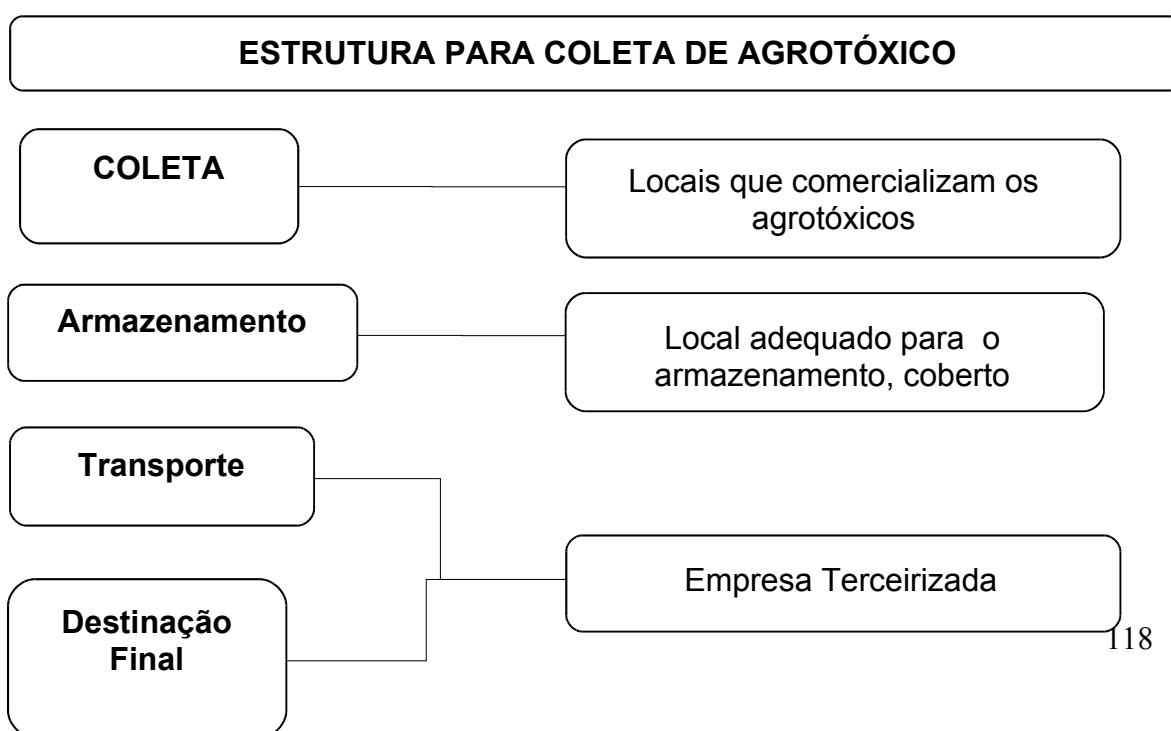 ESTRUTURA PARA COLETA DE AGROTÓXICO
COLETA
Locais que comercializam os
agrotóxicos
Armazenamento
Local adequado para o
armazenamento, coberto
Transporte
Empresa Terceirizada
Destinação
Final
118